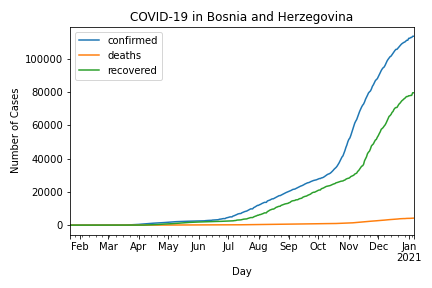 COVID-19 in Bosnia and Herzegovina
confirmed
deaths
recovered
Number of Cases
100000
80000
60000
40000
20000
0
Feb Mar Apr May Jun Jul Aug Sep Oct Nov Dec Jan
2021
Day